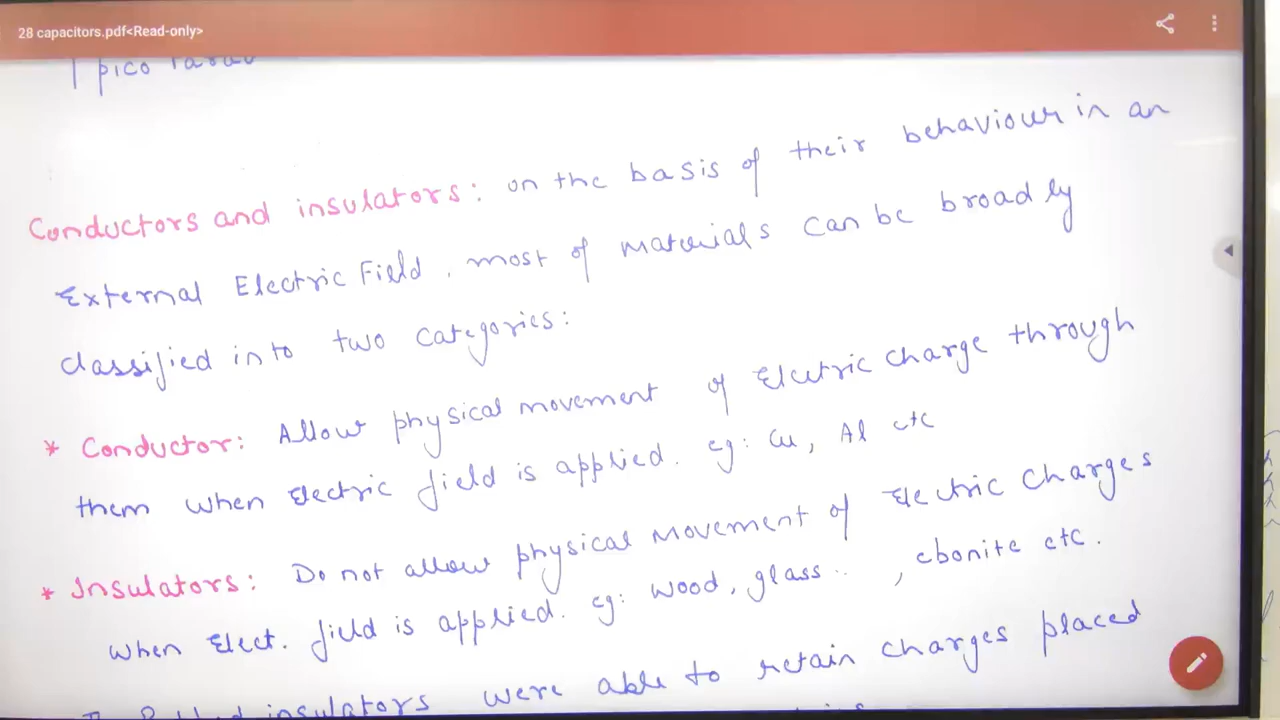 28 capacitors.pdf<Read-only>
1 pico farad
Conductors and insulators: on the basis of their behaviour in an
External Electric Field, most of materials can be broadly
classified into two categories:
* Conductor: Allow physical movement of Electric charge through
them when Electric field is applied. eg: Cu, Al etc
* Insulators: Do not allow physical movement of Electric charges
when Elect. field is applied. eg: wood, glass , ebonite etc.
insulators were able to retain charges placed